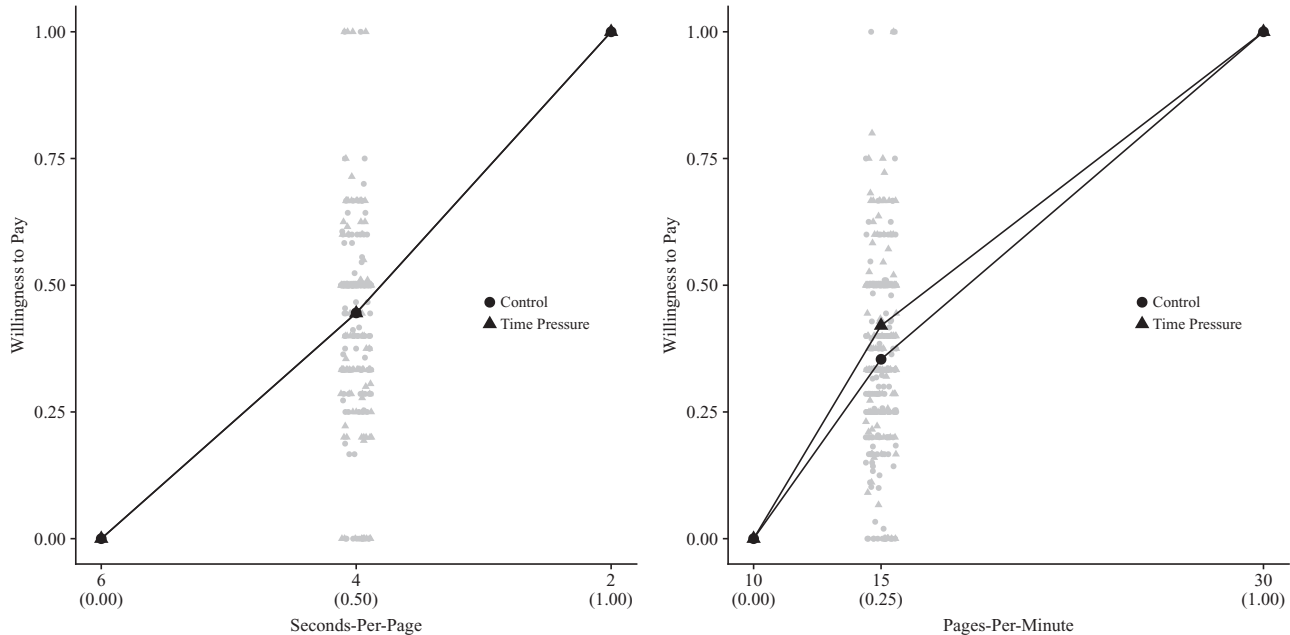 Willingness to Pay
1.00
0.75
0.50
0.25
0.00
Control
Time Pressure
6 4 2
(0.00) (0.50) (1.00)
Seconds-Per-Page
Willingness to Pay
1.00
0.75
0.50
0.25
0.00
Control
Time Pressure
10 15 30
(0.00) (0.25) (1.00)
Pages-Per-Minute